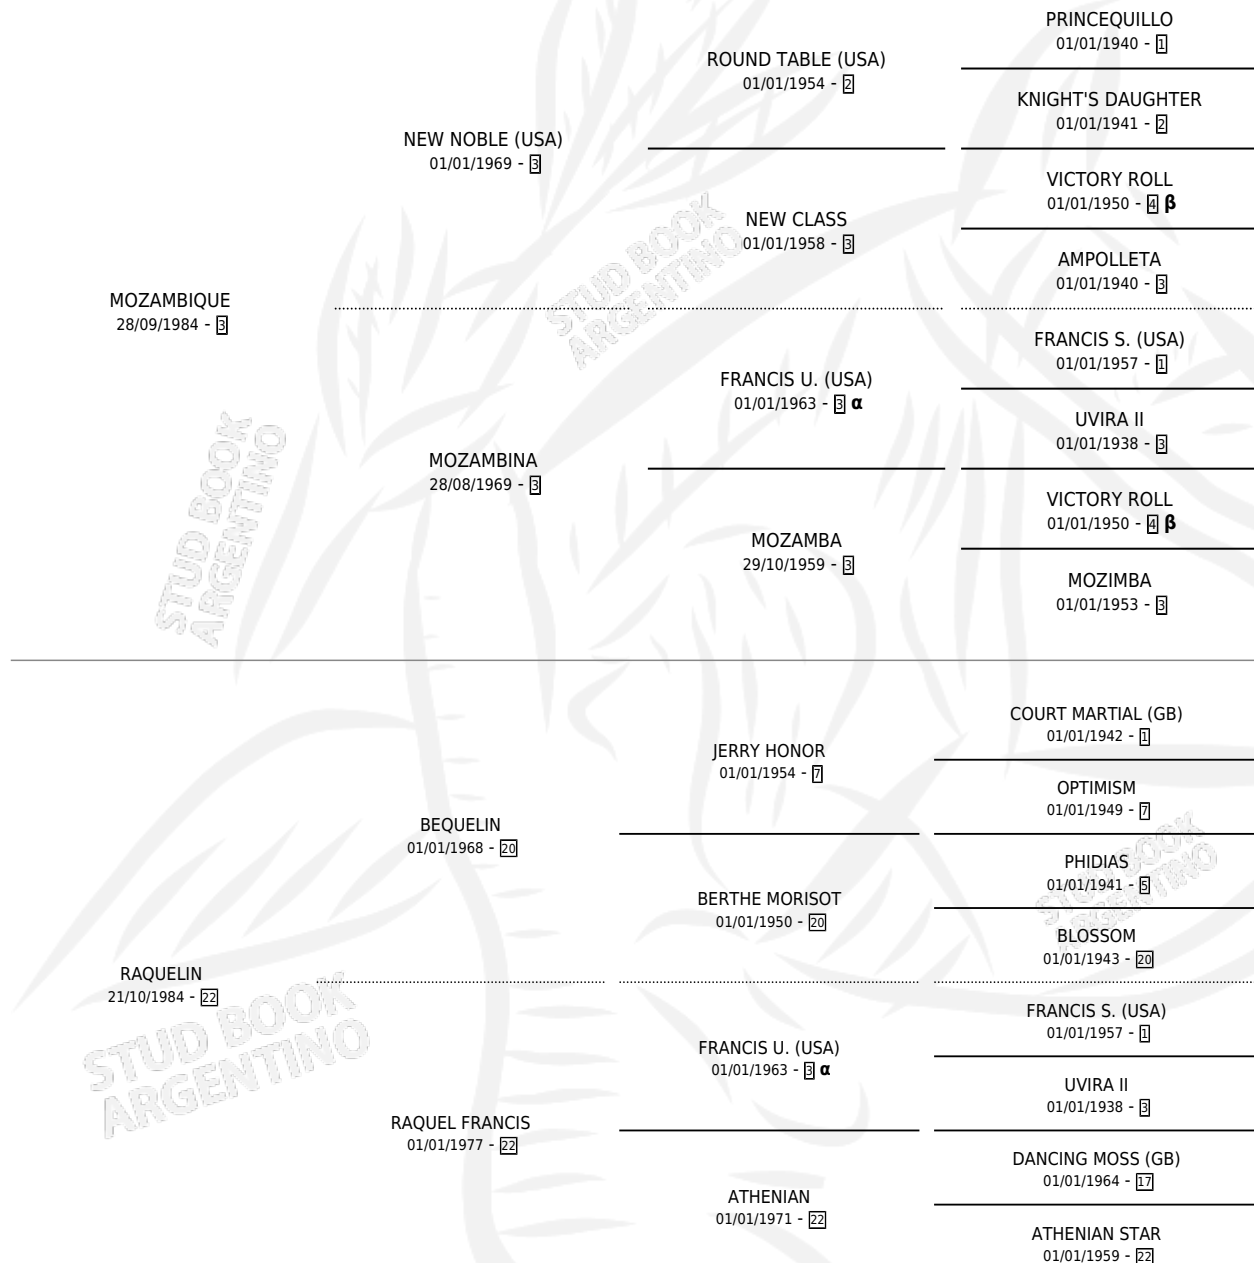 PRINCEQUILLO
01/01/1940 - 1
ROUND TABLE (USA)
01/01/1954 - 2
KNIGHT'S DAUGHTER
01/01/1941 - 2
NEW NOBLE (USA)
01/01/1969 - 3
VICTORY ROLL
01/01/1950 - 4 β
NEW CLASS
01/01/1958 - 3
AMPOLLETA
01/01/1940 - 3
MOZAMBIQUE
28/09/1984 - 3
STUD BOOK
ARGENTINO
FRANCIS S. (USA)
01/01/1957 - 1
FRANCIS U. (USA)
01/01/1963 - 3 α
UVIRA II
01/01/1938 - 3
MOZAMBINA
28/08/1969 - 3
VICTORY ROLL
01/01/1950 - 4 β
MOZAMBA
29/10/1959 - 3
MOZIMBA
01/01/1953 - 3
STUD BOOK
ARGENTINO
COURT MARTIAL (GB)
01/01/1942 - 1
JERRY HONOR
01/01/1954 - 7
OPTIMISM
01/01/1949 - 7
BEQUELIN
01/01/1968 - 20
PHIDIAS
01/01/1941 - 5
BERTHE MORISOT
01/01/1950 - 20
BLOSSOM
01/01/1943 - 20
STUD BOOK
ARGENTINO
RAQUELIN
21/10/1984 - 22
STUD BOOK
ARGENTINO
FRANCIS S. (USA)
01/01/1957 - 1
FRANCIS U. (USA)
01/01/1963 - 3 α
UVIRA II
01/01/1938 - 3
RAQUEL FRANCIS
01/01/1977 - 22
DANCING MOSS (GB)
01/01/1964 - 17
ATHENIAN
01/01/1971 - 22
ATHENIAN STAR
01/01/1959 - 22